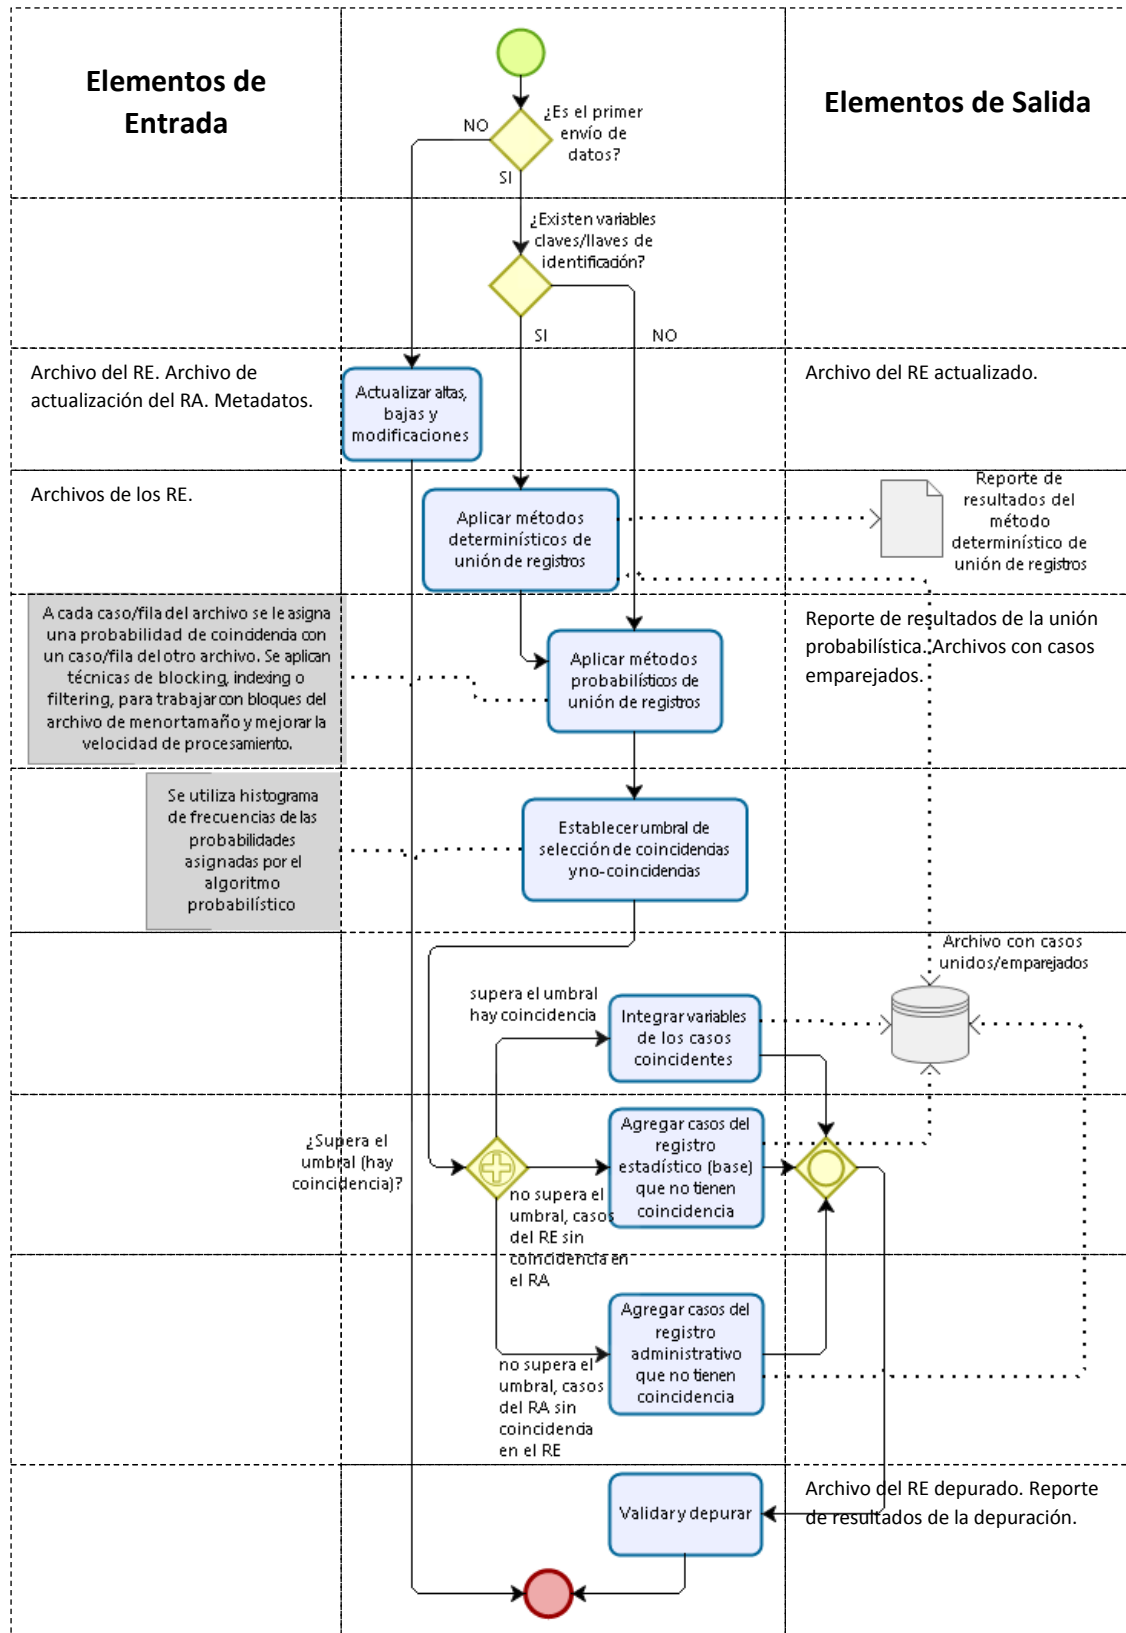 Elementos de
Entrada
Elementos de Salida
¿Es el primer
envío de
datos?
NO
SI
¿Existen variables
claves/llaves de
identificación?
SI
NO
Archivo del RE. Archivo de
actualización del RA. Metadatos.
Actualizar altas,
bajas y
modificaciones
Archivo del RE actualizado.
Archivos de los RE.
Aplicar métodos
determinísticos de
unión de registros
Reporte de
resultados del
método
determinístico de
unión de registros
A cada caso/fila del archivo se le asigna
una probabilidad de coincidencia con
un caso/fila del otro archivo. Se aplican
técnicas de blocking, indexing o
filtering, para trabajar con bloques del
archivo de menor tamaño y mejorar la
velocidad de procesamiento.
Aplicar métodos
probabilísticos de
unión de registros
Reporte de resultados de la unión
probabilística. Archivos con casos
emparejados.
Se utiliza histograma
de frecuencias de las
probabilidades
asignadas por el
algoritmo
probabilístico
Establecer umbral de
selección de coincidencias
y no-coincidencias
Archivo con casos
unidos/emparejados
supera el umbral
hay coincidencia
Integrar variables
de los casos
coincidentes
¿Supera el
umbral (hay
coincidencia)?
Agregar casos del
registro
estadístico (base)
que no tienen
coincidencia
no supera el
umbral, casos
del RE sin
coincidencia en
el RA
Agregar casos del
registro
administrativo
que no tienen
coincidencia
no supera el
umbral, casos
del RA sin
coincidencia
en el RE
Validar y depurar
Archivo del RE depurado. Reporte
de resultados de la depuración.